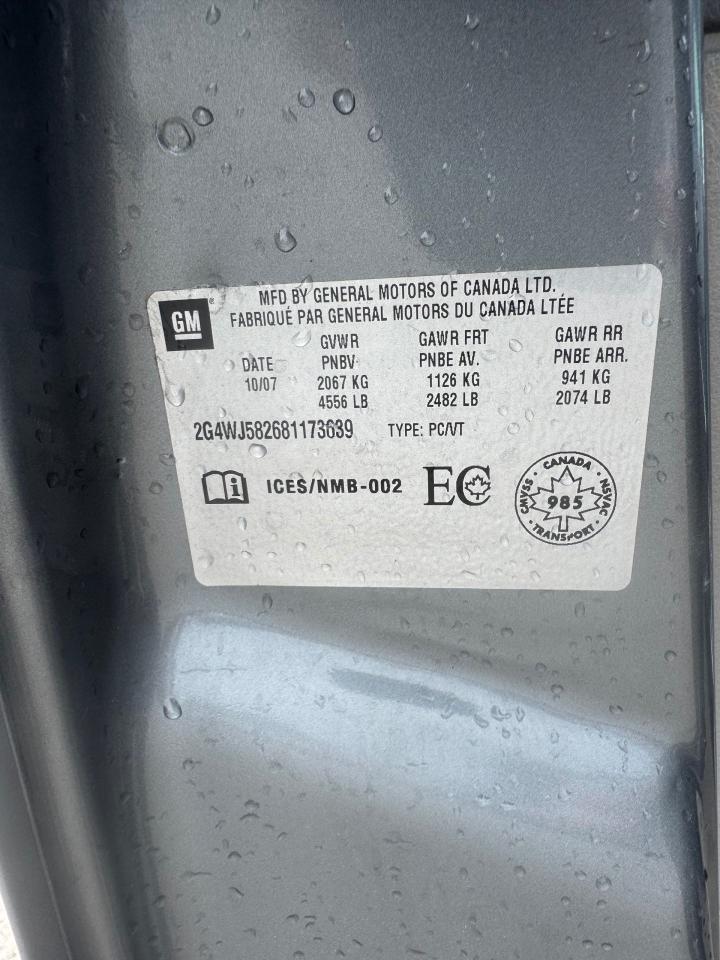 GM
MFD BY GENERAL MOTORS OF CANADA LTD.
FABRIQUÉ PAR GENERAL MOTORS DU CANADA LTÉE
GVWR GAWR FRT GAWR RR
DATE PNBV PNBE AV. PNBE ARR.
10/07 2067 KG 1126 KG 941 KG
4556 LB 2482 LB 2074 LB
2G4WJ582681173639 TYPE: PC/VT
i ICES/NMB-002 EC
CANADA
CMVSS 985 NSVAC
TRANSPORT